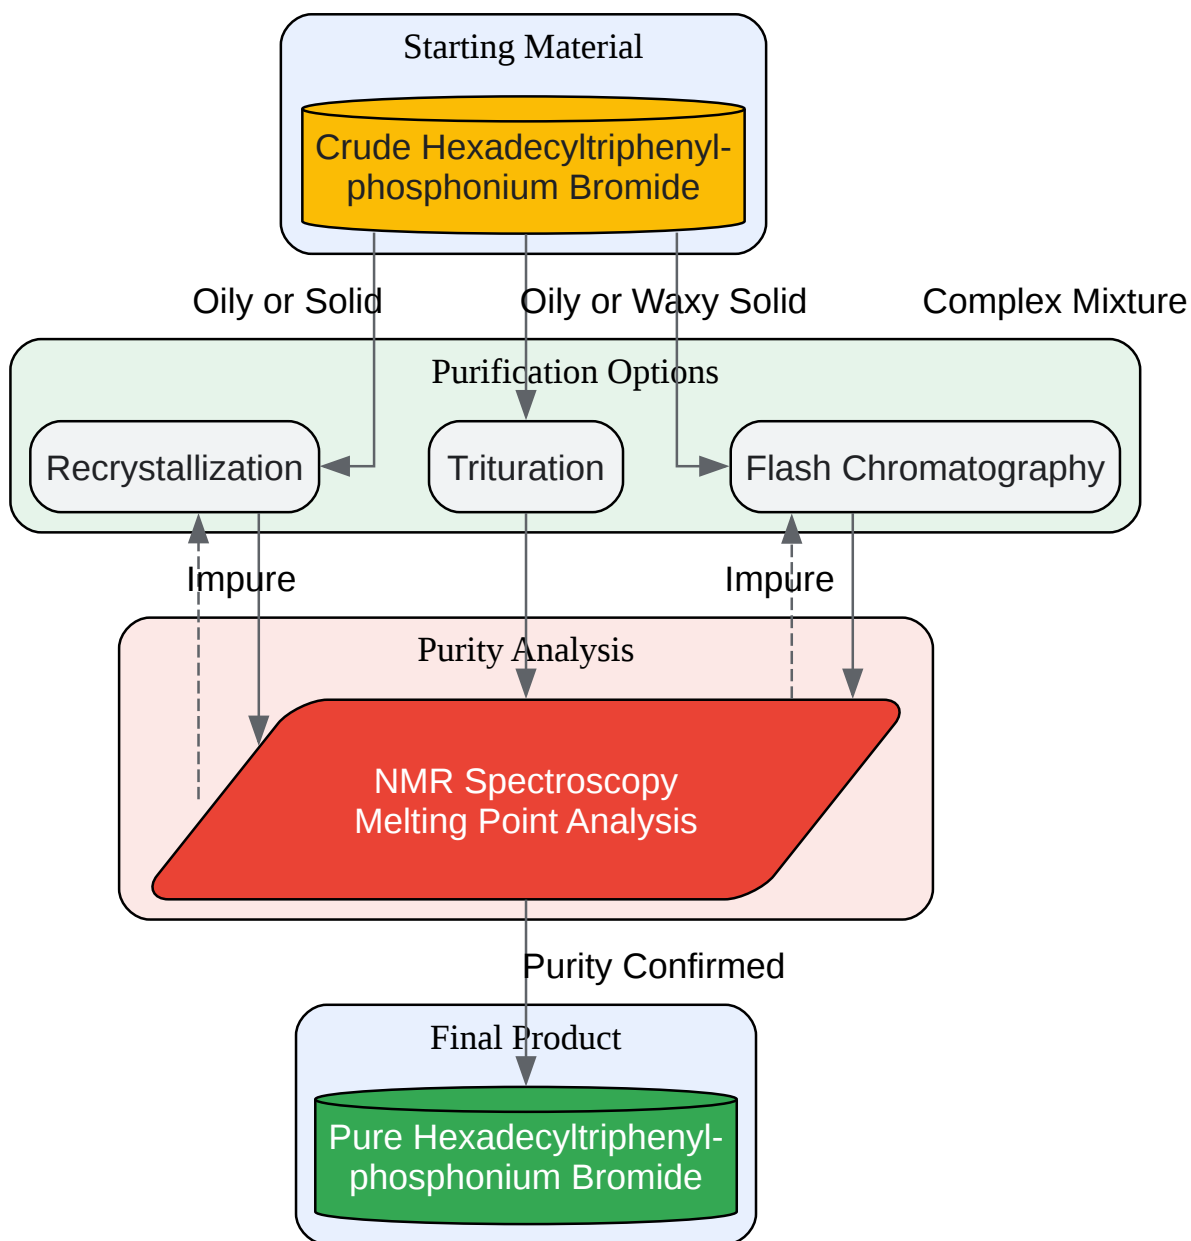 Starting Material
Crude Hexadecyltriphenyl-
phosphonium Bromide
Oily or Solid
Oily or Waxy Solid
Complex Mixture
Purification Options
Recrystallization
Trituration
Flash Chromatography
Impure
Impure
Purity Analysis
NMR Spectroscopy
Melting Point Analysis
Purity Confirmed
Final Product
Pure Hexadecyltriphenyl-
phosphonium Bromide